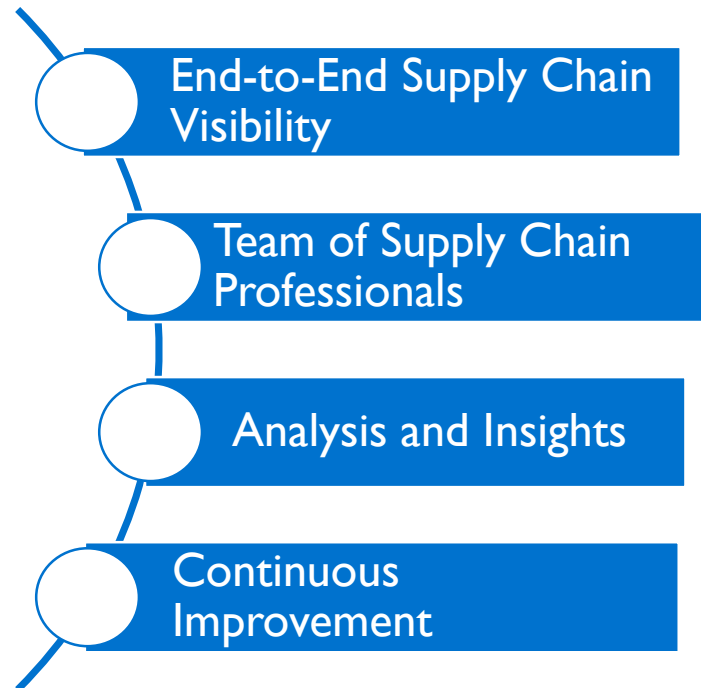 End-to-End Supply Chain
Visibility
Team of Supply Chain
Professionals
Analysis and Insights
Continuous
Improvement